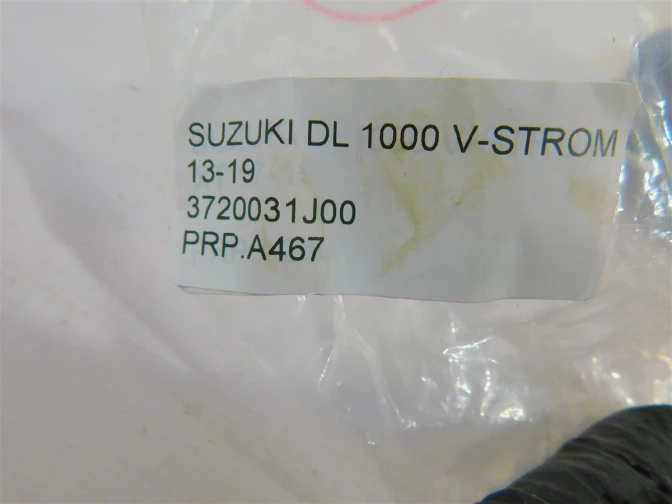 SUZUKI DL 1000 V-STROM
13-19
3720031J00
PRP.A467